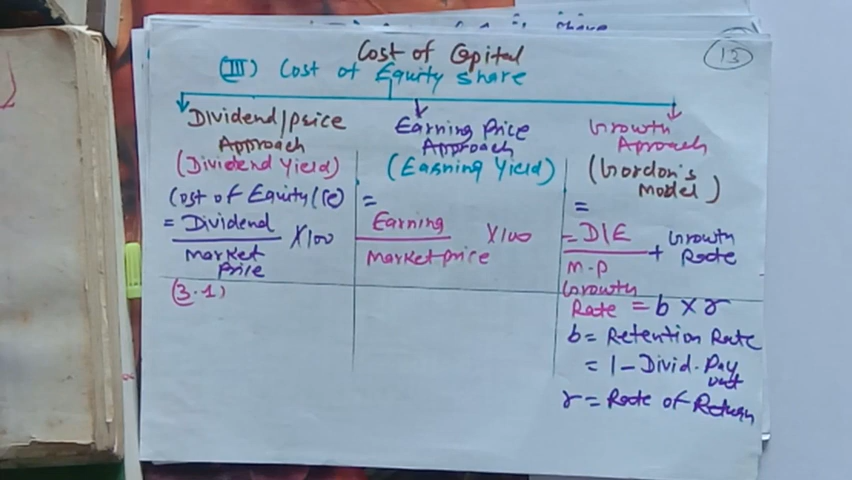 Cost of Capital
13
(III) Cost of Equity share
Dividend/price
Approach
(Dividend Yield)
Cost of Equity (re)
= Dividend
Market
Price
X100
(3.1)
Earning Price
Approach
(Earning Yield)
=
Earning
Market price
X100
Growth
Aproach
(Gordon's
Model)
=
= D/E
M.P
+ Growth
Rate
Growth
Rate = b X r
b = Retention Rate
= 1 - Divid. Pay
out
r = Rate of Return